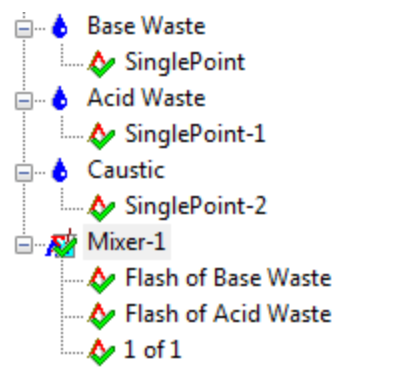 Base Waste
SinglePoint
Acid Waste
SinglePoint-1
Caustic
SinglePoint-2
Mixer-1
Flash of Base Waste
Flash of Acid Waste
1 of 1